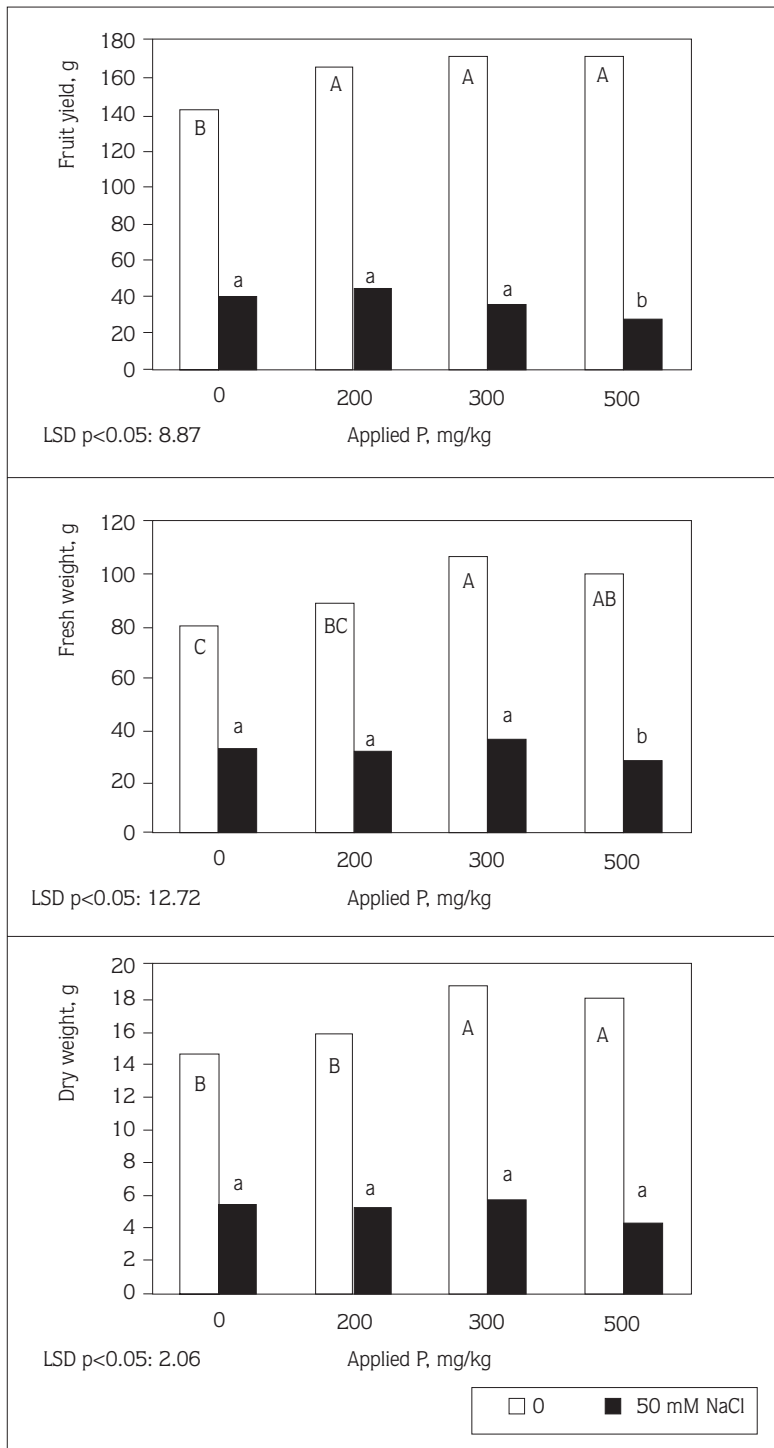 Fruit yield, g
180
160
140
120
100
80
60
40
20
0
B
a
A
a
A
a
A
b
0 200 300 500
LSD p<0.05: 8.87 Applied P, mg/kg
Fresh weight, g
120
100
80
60
40
20
0
C
a
BC
a
A
a
AB
b
0 200 300 500
LSD p<0.05: 12.72 Applied P, mg/kg
Dry weight, g
20
18
16
14
12
10
8
6
4
2
0
B
a
B
a
A
a
A
a
0 200 300 500
LSD p<0.05: 2.06 Applied P, mg/kg
0 50 mM NaCl